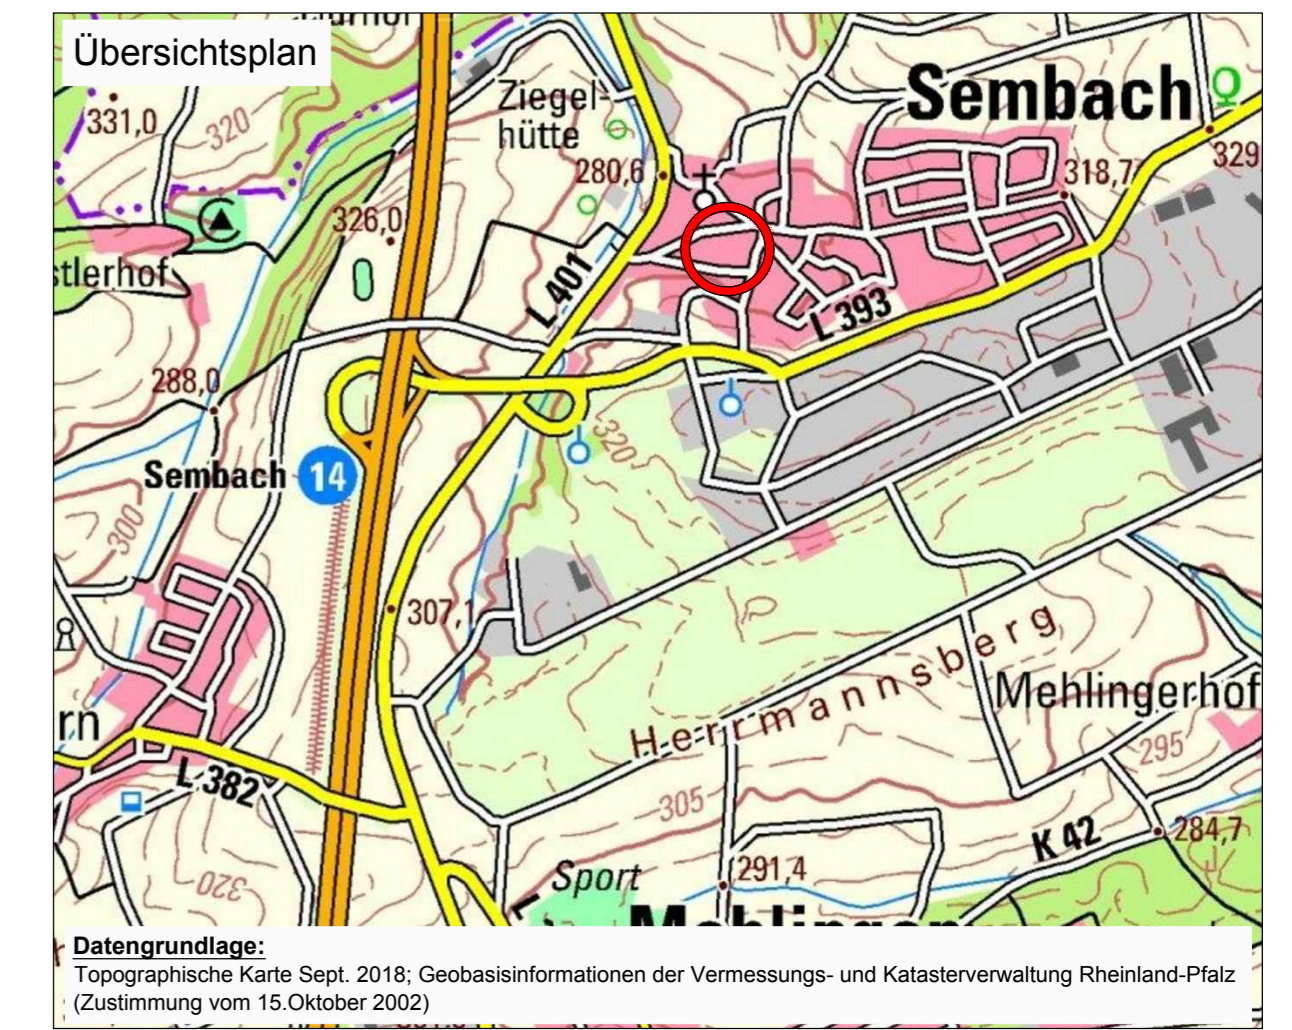 Übersichtsplan
Ziegel-
hütte
Sembach
331,0
320
280,6
318,7
329
326,0
stlerhof
L 401
L 393
288,0
320
Sembach 14
300
307,1
Herrmannsberg
Mehlingerhof
rn
295
L 382
305
K 42
284,7
320
Sport
291,4
Mehlingen
Datengrundlage:
Topographische Karte Sept. 2018; Geobasisinformationen der Vermessungs- und Katasterverwaltung Rheinland-Pfalz
(Zustimmung vom 15.Oktober 2002)